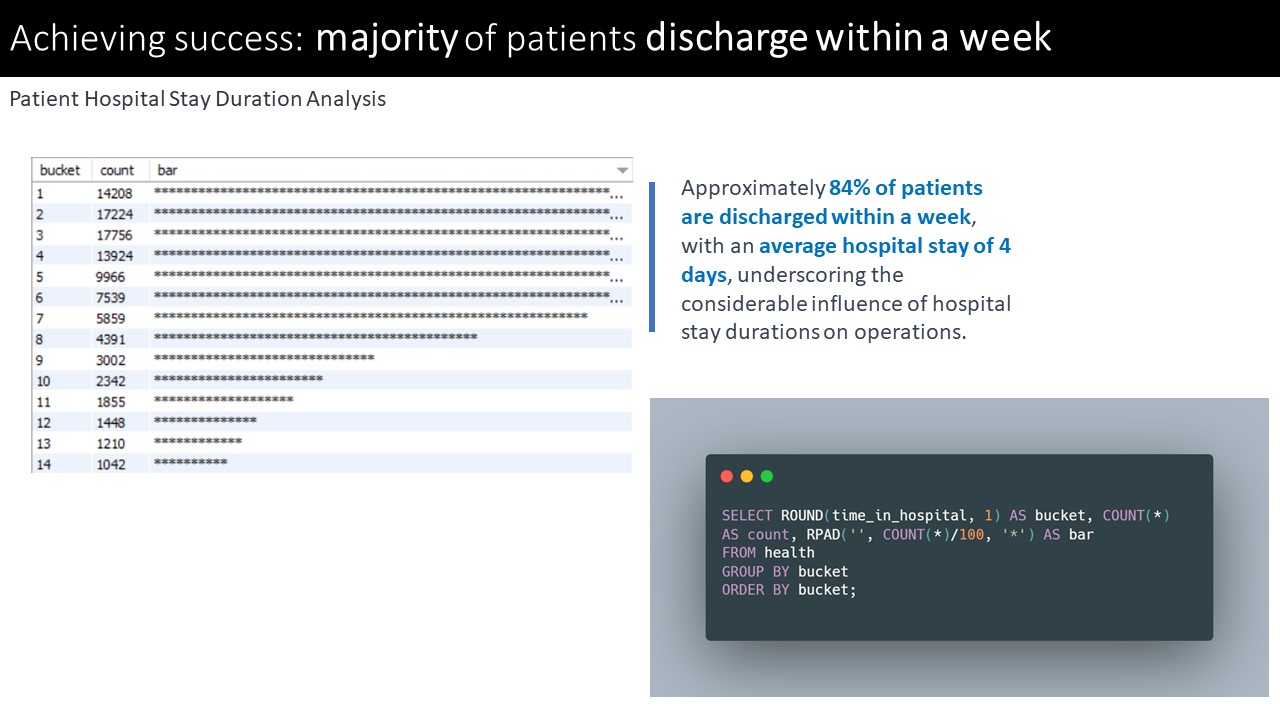 Achieving success: majority of patients discharge within a week
Patient Hospital Stay Duration Analysis
bucket count bar
1 14208 **************************************************************...
2 17224 **************************************************************...
3 17756 **************************************************************...
4 13924 **************************************************************...
5 9966 **************************************************************...
6 7539 **************************************************************...
7 5859 ***********************************************************
8 4391 ********************************************
9 3002 ******************************
10 2342 ***********************
11 1855 *******************
12 1448 **************
13 1210 ************
14 1042 **********
Approximately 84% of patients
are discharged within a week,
with an average hospital stay of 4
days, underscoring the
considerable influence of hospital
stay durations on operations.
SELECT ROUND(time_in_hospital, 1) AS bucket, COUNT(*)
AS count, RPAD('', COUNT(*)/100, '*') AS bar
FROM health
GROUP BY bucket
ORDER BY bucket;